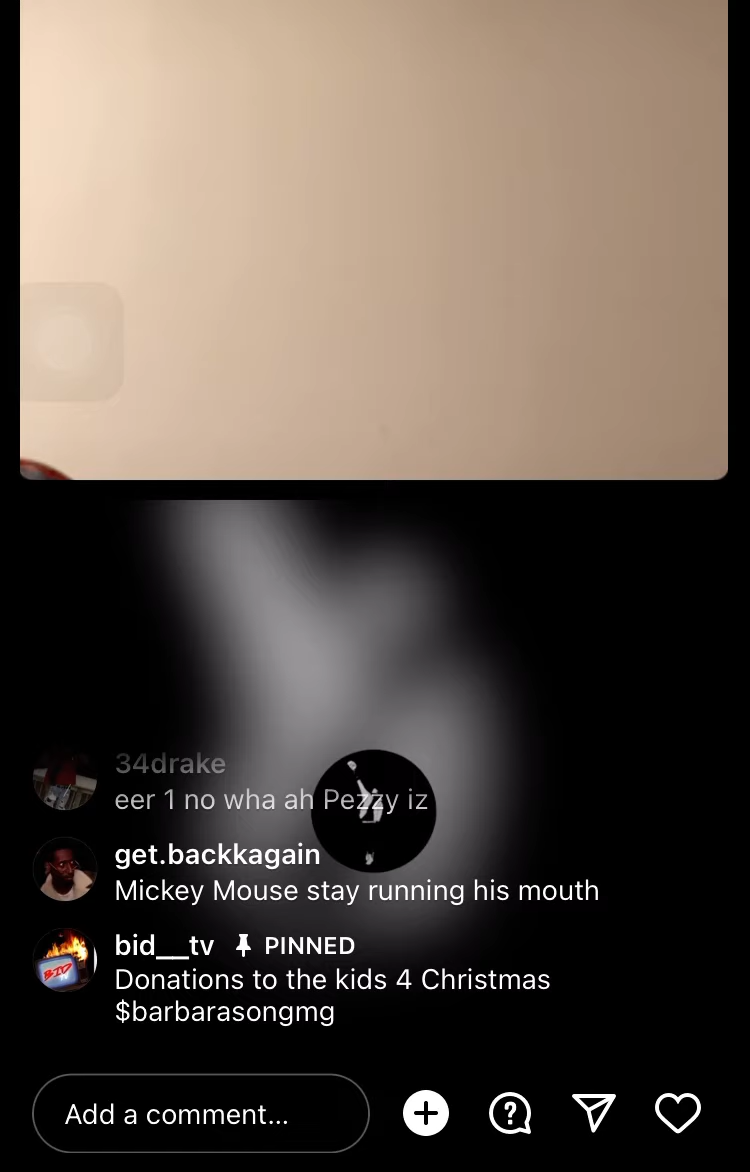 34drake
eer 1 no wha ah Pezzy iz
get.backkagain
Mickey Mouse stay running his mouth
bid__tv PINNED
Donations to the kids 4 Christmas
$barbarasongmg
BID
Add a comment...